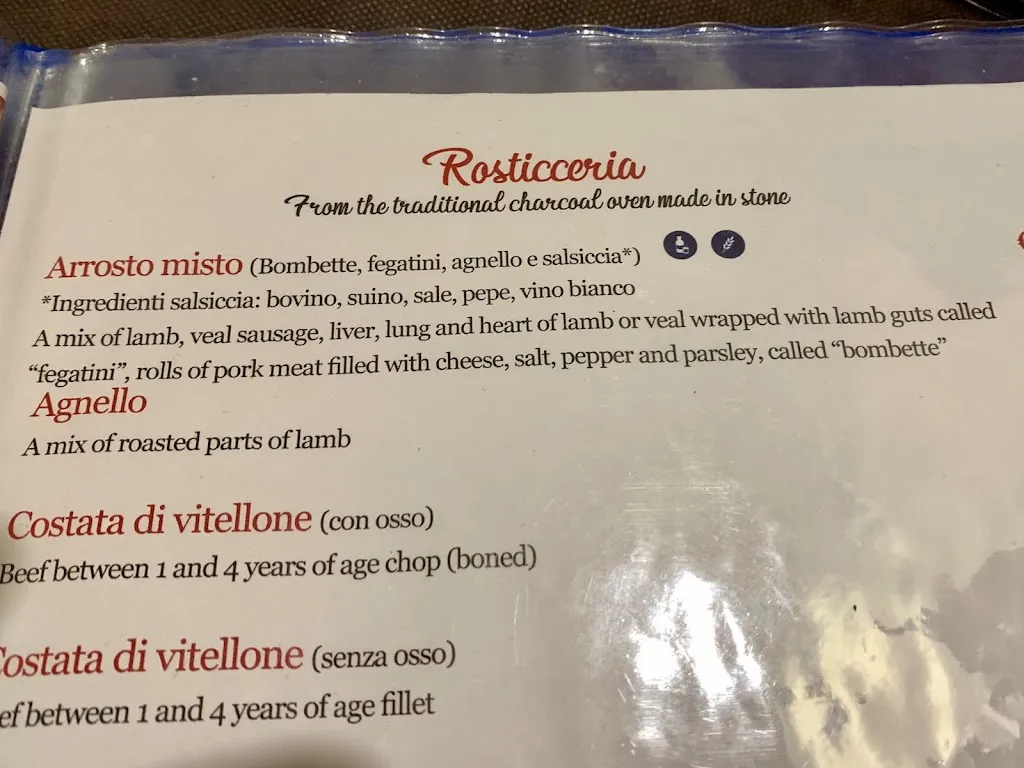 Rosticceria
From the traditional charcoal oven made in stone
Arrosto misto (Bombette, fegatini, agnello e salsiccia*)
*Ingredienti salsiccia: bovino, suino, sale, pepe, vino bianco
A mix of lamb, veal sausage, liver, lung and heart of lamb or veal wrapped with lamb guts called
“fegatini”, rolls of pork meat filled with cheese, salt, pepper and parsley, called “bombette”
Agnello
A mix of roasted parts of lamb
Costata di vitellone (con osso)
Beef between 1 and 4 years of age chop (boned)
Costata di vitellone (senza osso)
ef between 1 and 4 years of age fillet